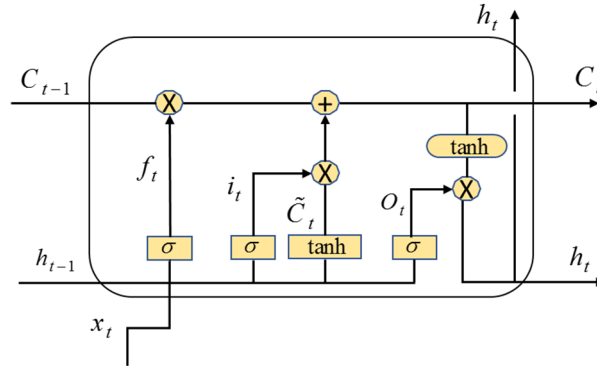 h_t
C_{t-1} × + C_t
tanh
f_t i_t × C̃_t O_t ×
σ σ tanh σ
h_{t-1} h_t
x_t